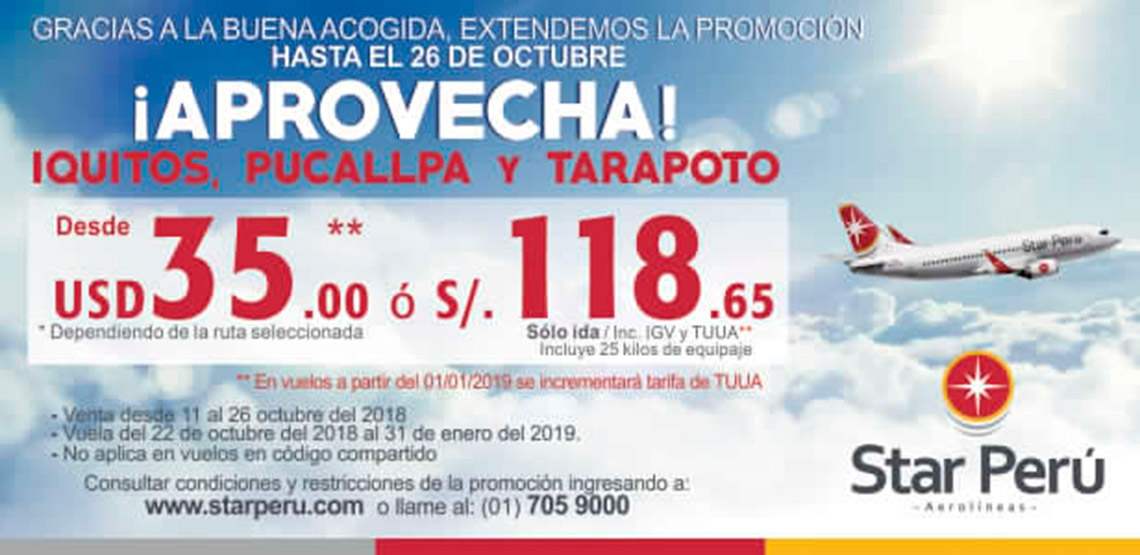 GRACIAS A LA BUENA ACOGIDA, EXTENDEMOS LA PROMOCIÓN
HASTA EL 26 DE OCTUBRE
¡APROVECHA!
IQUITOS, PUCALLPA Y TARAPOTO
Desde
USD 35.00 ** ó S/. 118.65
* Dependiendo de la ruta seleccionada
Sólo ida / Inc. IGV y TUUA**
Incluye 25 kilos de equipaje
** En vuelos a partir del 01/01/2019 se incrementará tarifa de TUUA
- Venta desde 11 al 26 octubre del 2018
- Vuela del 22 de octubre del 2018 al 31 de enero del 2019.
- No aplica en vuelos en código compartido
Consultar condiciones y restricciones de la promoción ingresando a:
www.starperu.com o llame al: (01) 705 9000
Star Perú
Star Perú
- Aerolíneas -